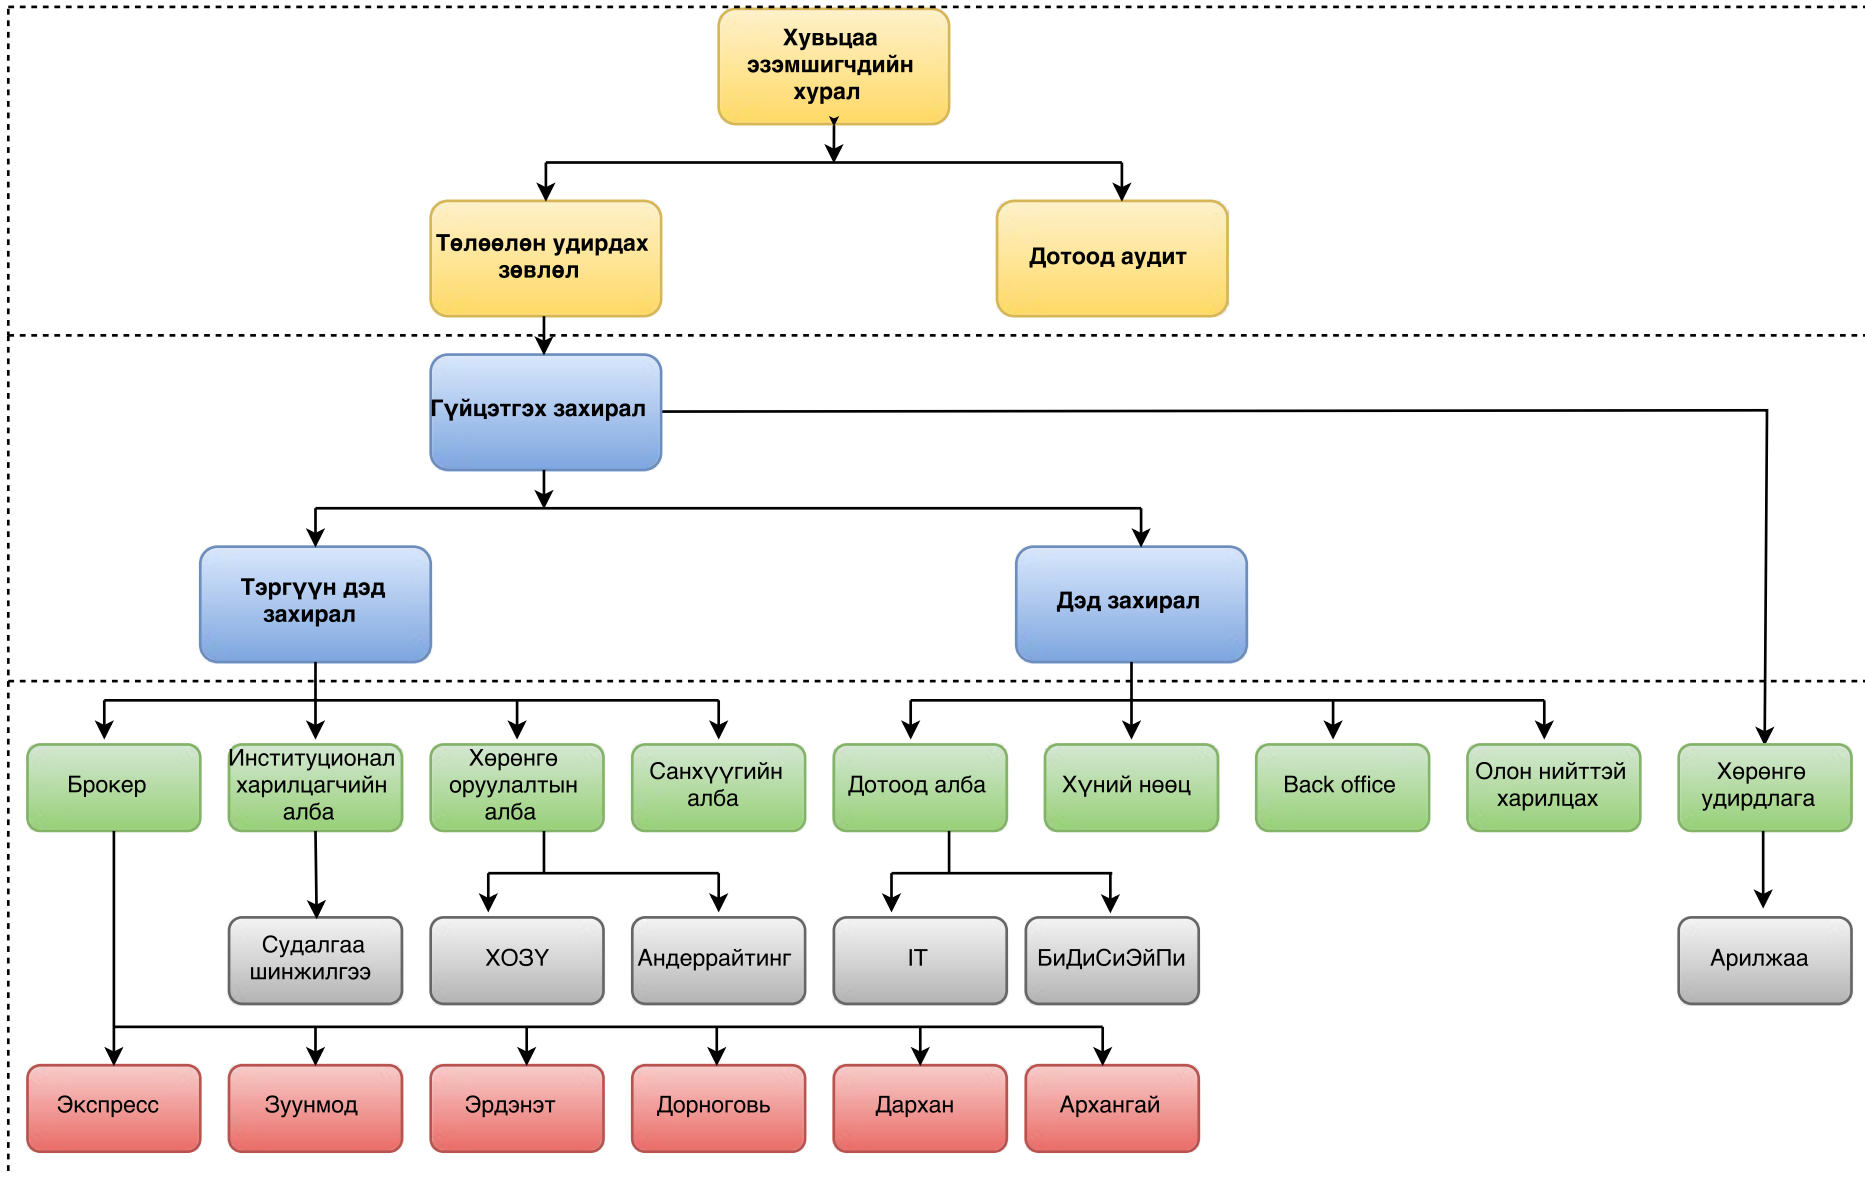 Хувьцаа
эзэмшигчдийн
хурал
Төлөөлөн удирдах
зөвлөл
Дотоод аудит
Гүйцэтгэх захирал
Тэргүүн дэд
захирал
Дэд захирал
Брокер
Институционал
харилцагчийн
алба
Хөрөнгө
оруулалтын
алба
Санхүүгийн
алба
Дотоод алба
Хүний нөөц
Back office
Олон нийттэй
харилцах
Хөрөнгө
удирдлага
Судалгаа
шинжилгээ
ХОЗҮ
Андеррайтинг
IT
БиДиСиЭйПи
Арилжаа
Экспресс
Зуунмод
Эрдэнэт
Дорноговь
Дархан
Архангай